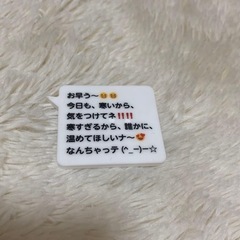 お早う〜😊😊
今日も、寒いから、
気をつけてネ‼️‼️
寒すぎるから、誰かに、
温めてほしいナ〜😍
なんちゃっテ (^_−)−☆